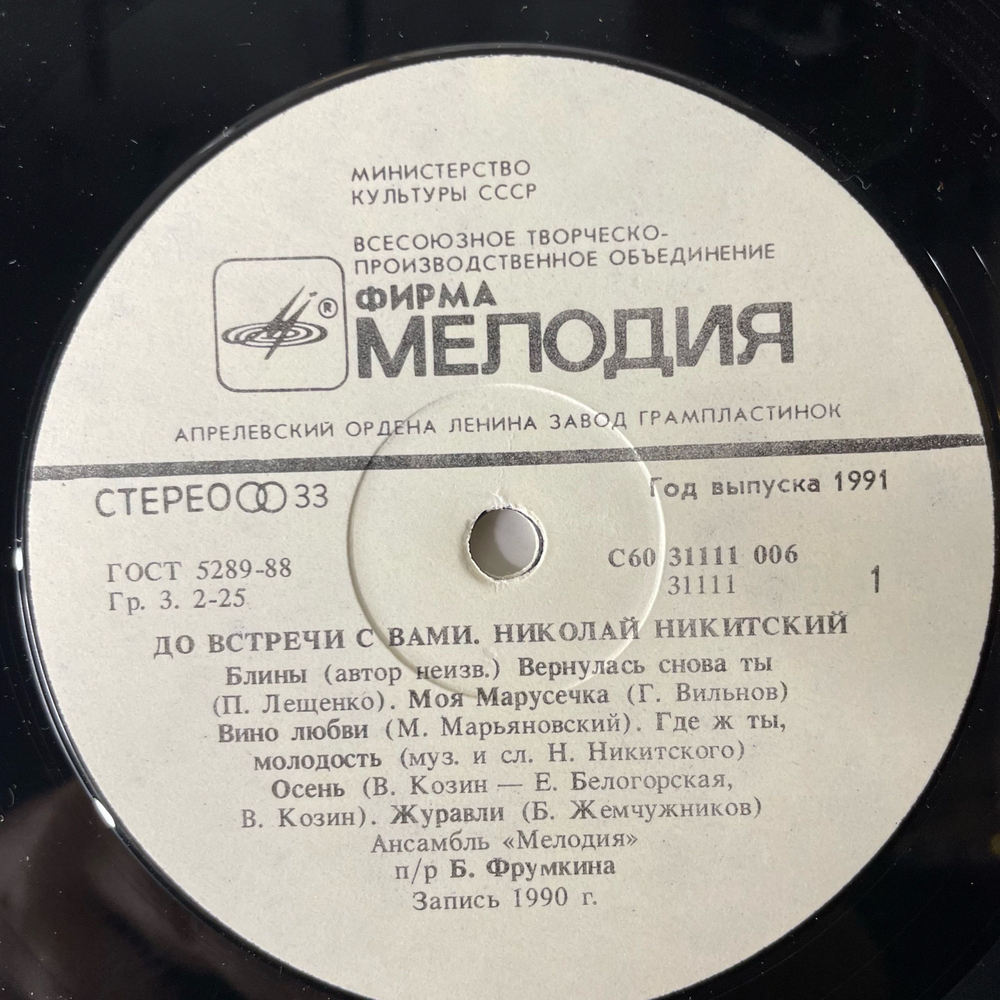 МИНИСТЕРСТВО
КУЛЬТУРЫ СССР
ВСЕСОЮЗНОЕ ТВОРЧЕСКО-
ПРОИЗВОДСТВЕННОЕ ОБЪЕДИНЕНИЕ
ФИРМА
®
МЕЛОДИЯ
АПРЕЛЕВСКИЙ ОРДЕНА ЛЕНИНА ЗАВОД ГРАМПЛАСТИНОК
СТЕРЕО 33
Год выпуска 1991
ГОСТ 5289-88
Гр. 3. 2-25
С60 31111 006
31111
1
ДО ВСТРЕЧИ С ВАМИ. НИКОЛАЙ НИКИТСКИЙ
Блины (автор неизв.) Вернулась снова ты
(П. Лещенко). Моя Марусечка (Г. Вильнов)
Вино любви (М. Марьяновский). Где ж ты,
молодость (муз. и сл. Н. Никитского)
Осень (В. Козин — Е. Белогорская,
В. Козин). Журавли (Б. Жемчужников)
Ансамбль «Мелодия»
п/р Б. Фрумкина
Запись 1990 г.